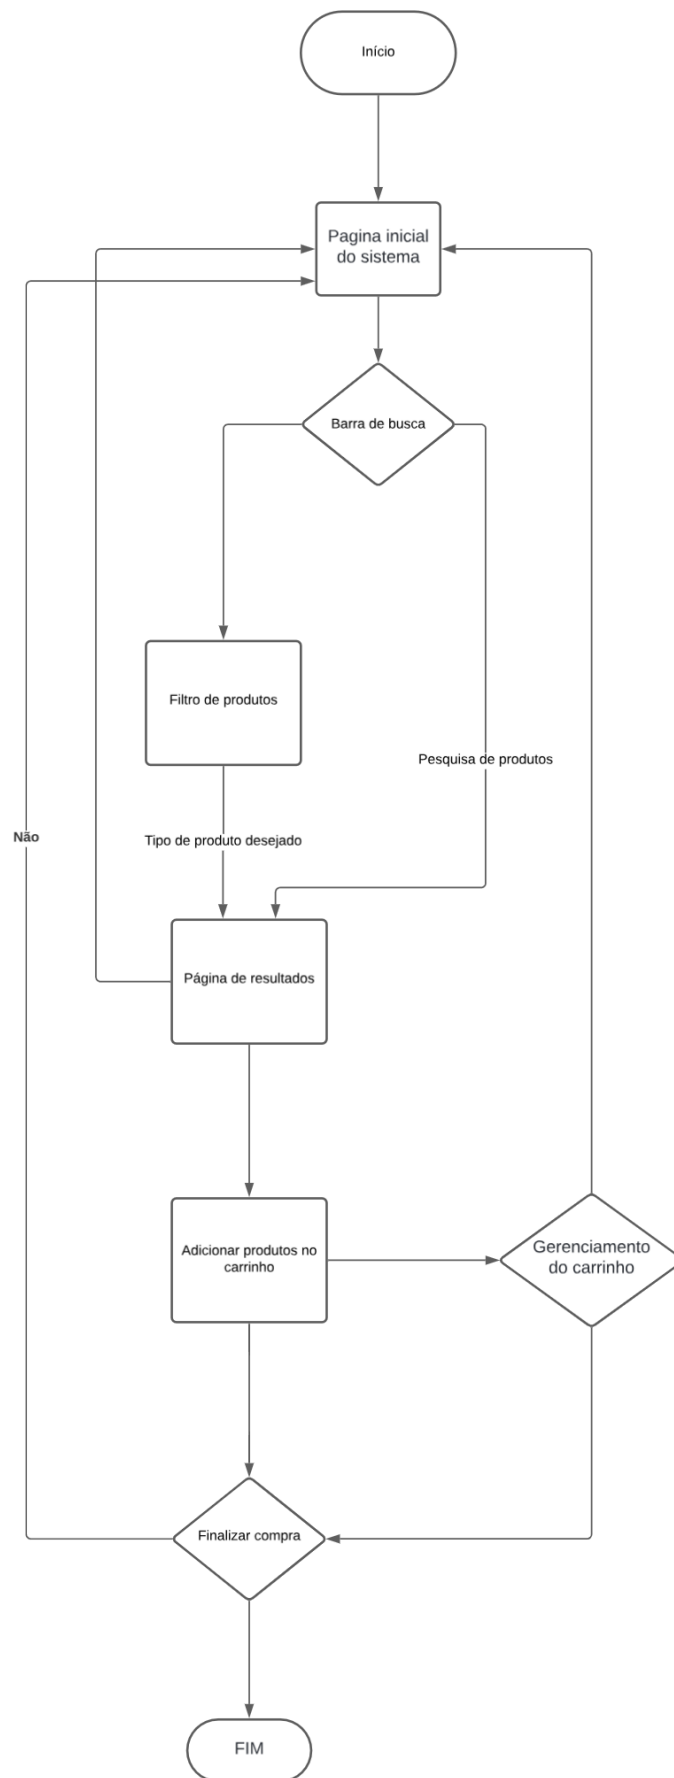 Início
Pagina inicial
do sistema
Barra de busca
Filtro de produtos
Pesquisa de produtos
Não
Tipo de produto desejado
Página de resultados
Adicionar produtos no
carrinho
Gerenciamento
do carrinho
Finalizar compra
FIM